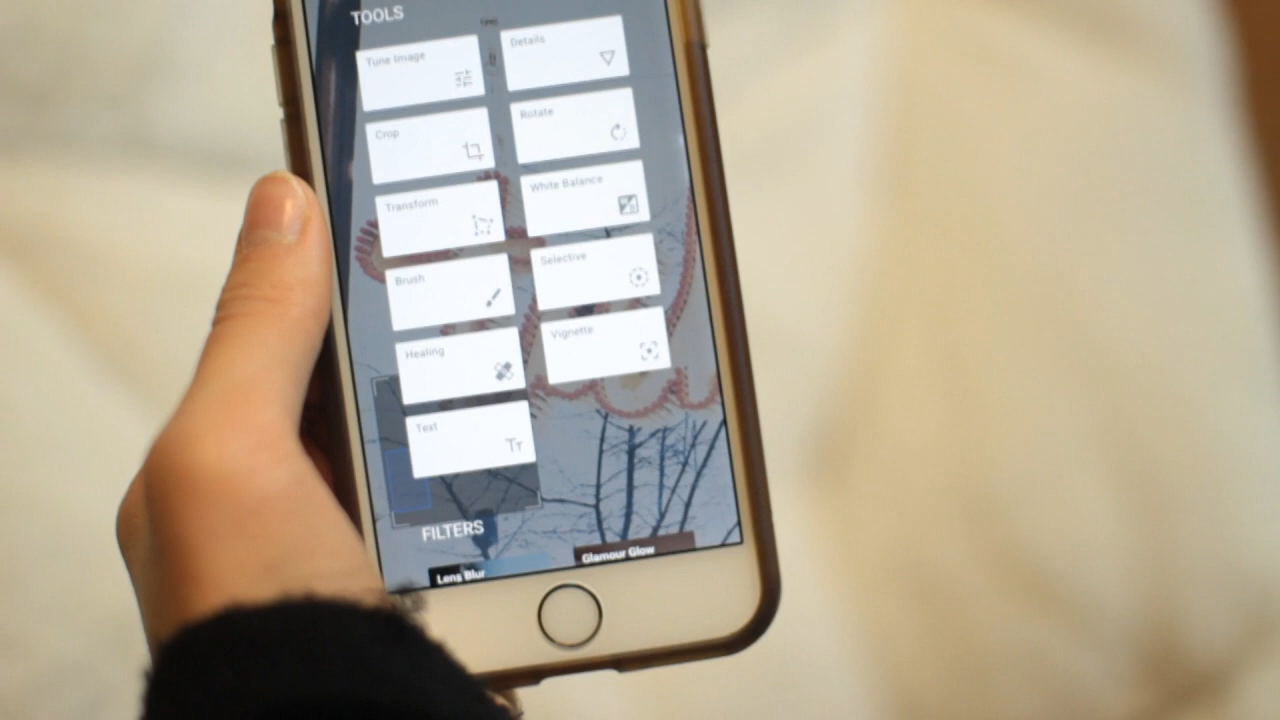 TOOLS
Tune Image
Details
Crop
Rotate
Transform
White Balance
Brush
Selective
Healing
Vignette
Text
Tт
FILTERS
Lens Blur
Glamour Glow